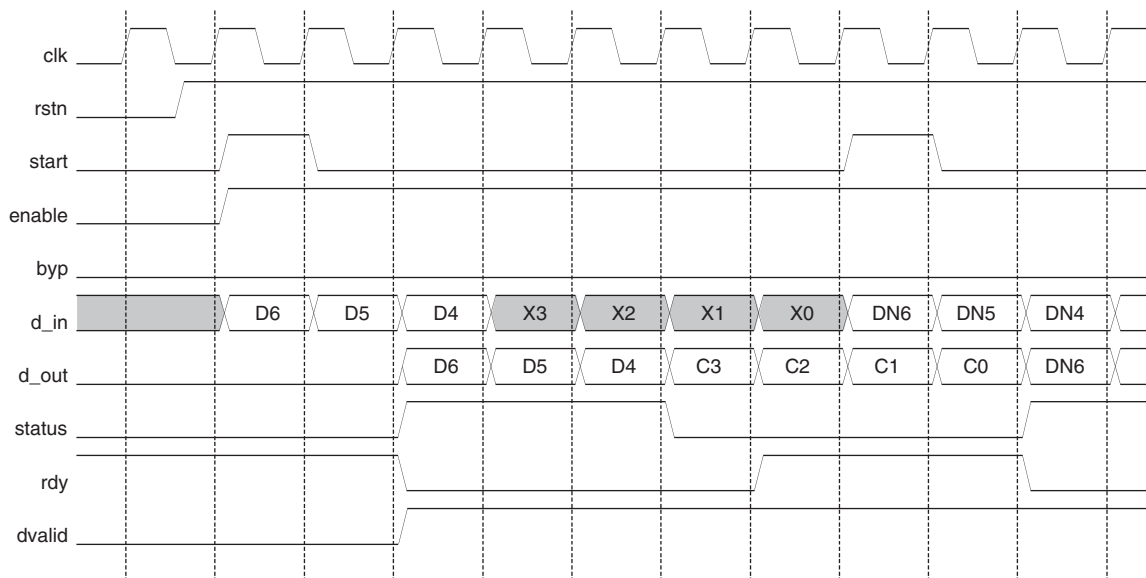 clk
rstn
start
enable
byp
d_in D6 D5 D4 X3 X2 X1 X0 DN6 DN5 DN4
d_out D6 D5 D4 C3 C2 C1 C0 DN6
status
rdy
dvalid